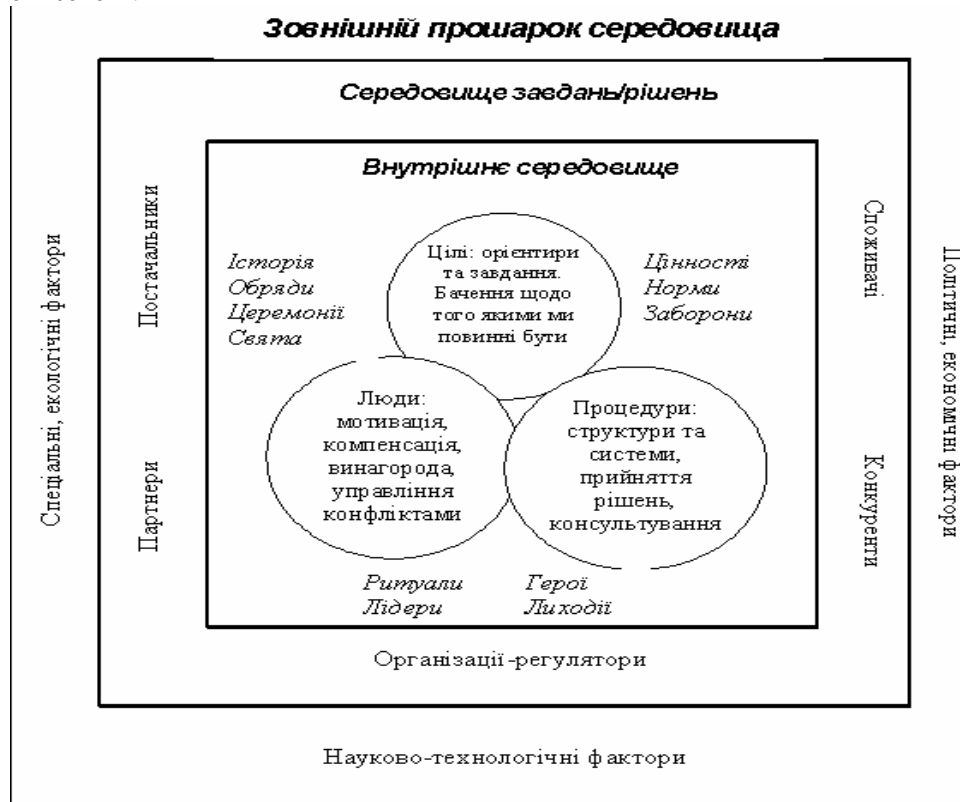 Зовнішній прошарок середовища
Середовище завдань/рішень
Внутрішнє середовище
Спеціальні, екологічні фактори
Постачальники
Партнери
Історія
Обряди
Церемонії
Свята
Цілі: орієнтири
та завдання.
Бачення щодо
того якими ми
повинні бути
Цінності
Норми
Заборони
Люди:
мотивація,
компенсація,
винагорода,
управління
конфліктами
Процедури:
структури та
системи,
прийняття
рішень,
консультування
Ритуали
Лідери
Герої
Лиходії
Споживачі
Конкуренти
Політичні, економічні фактори
Організації-регулятори
Науково-технологічні фактори